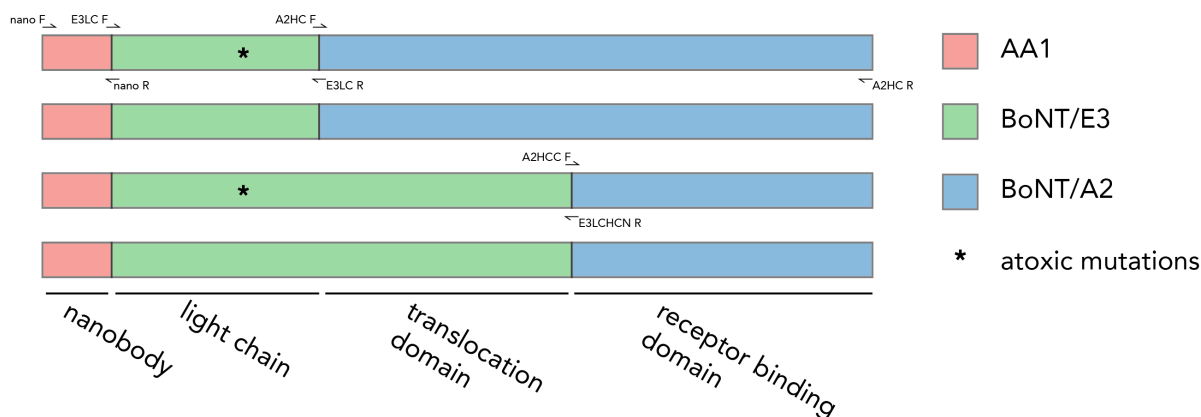 nano F
E3LC F
A2HC F
*
nano R
E3LC R
A2HC R
A2HCC F
*
E3LCHCN R
nanobody
light chain
translocation
domain
receptor binding
domain
AA1
BoNT/E3
BoNT/A2
* atoxic mutations